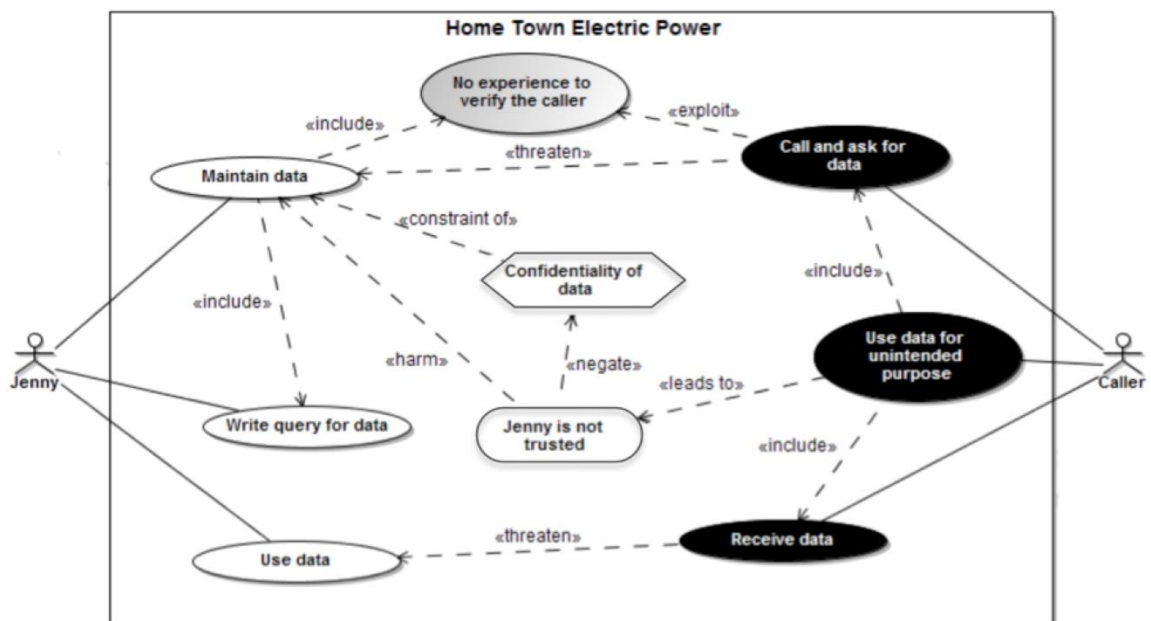 Home Town Electric Power
No experience to
verify the caller
«include»
«exploit»
Call and ask for
data
«threaten»
Maintain data
«constraint of»
Confidentiality of
data
«include»
«include»
Use data for
unintended
purpose
«harm»
«negate»
«leads to»
Jenny
Caller
Write query for data
Jenny is not
trusted
«include»
«threaten»
Receive data
Use data